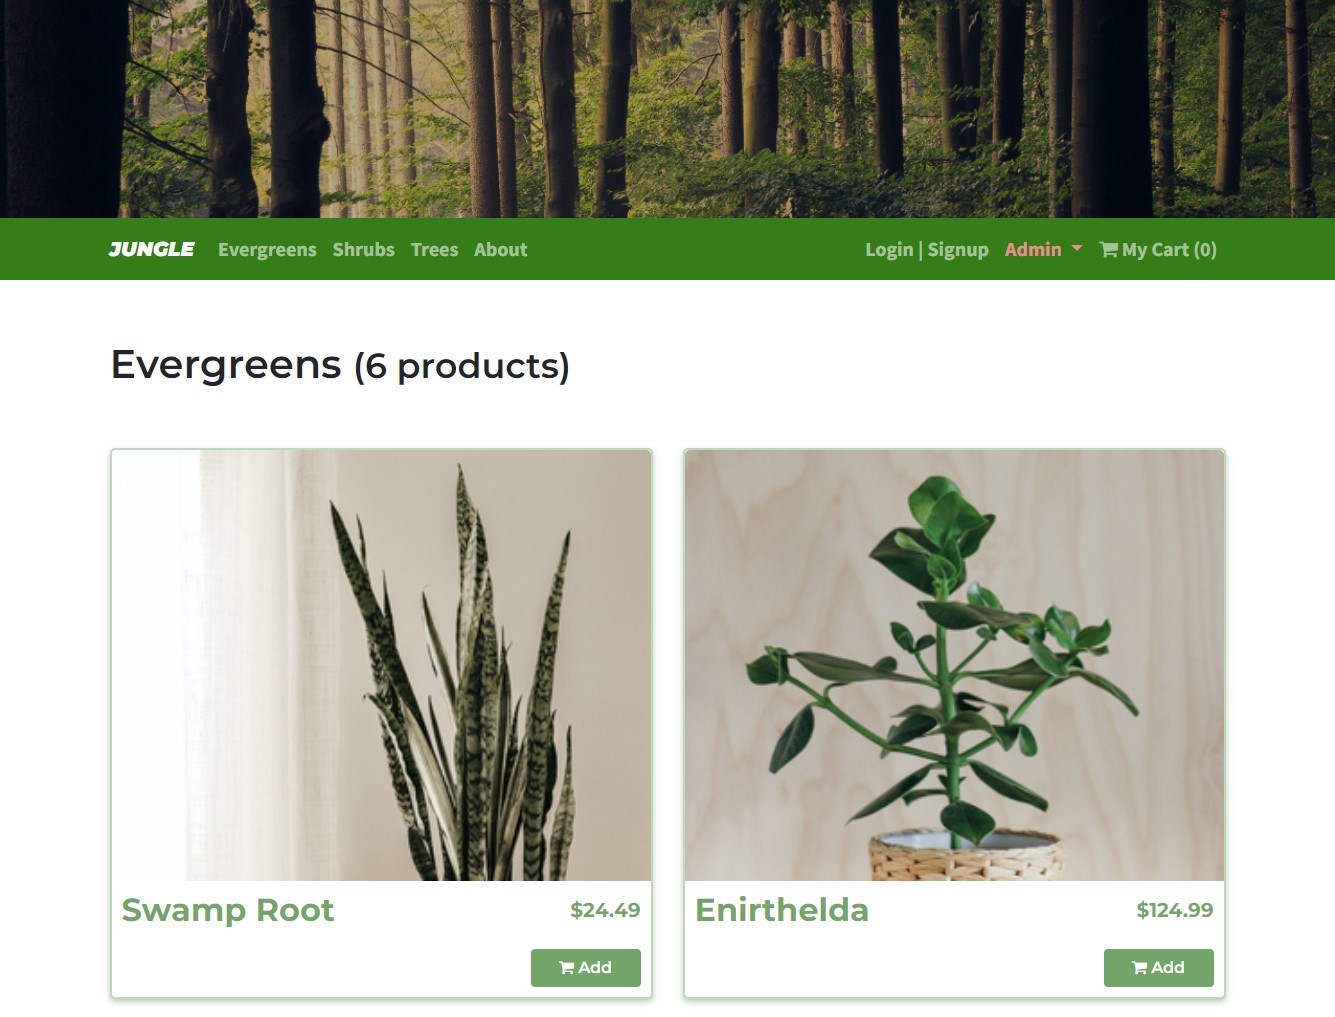 JUNGLE Evergreens Shrubs Trees About Login | Signup Admin My Cart (0)
Evergreens (6 products)
Swamp Root $24.49
Add
Enirthelda $124.99
Add